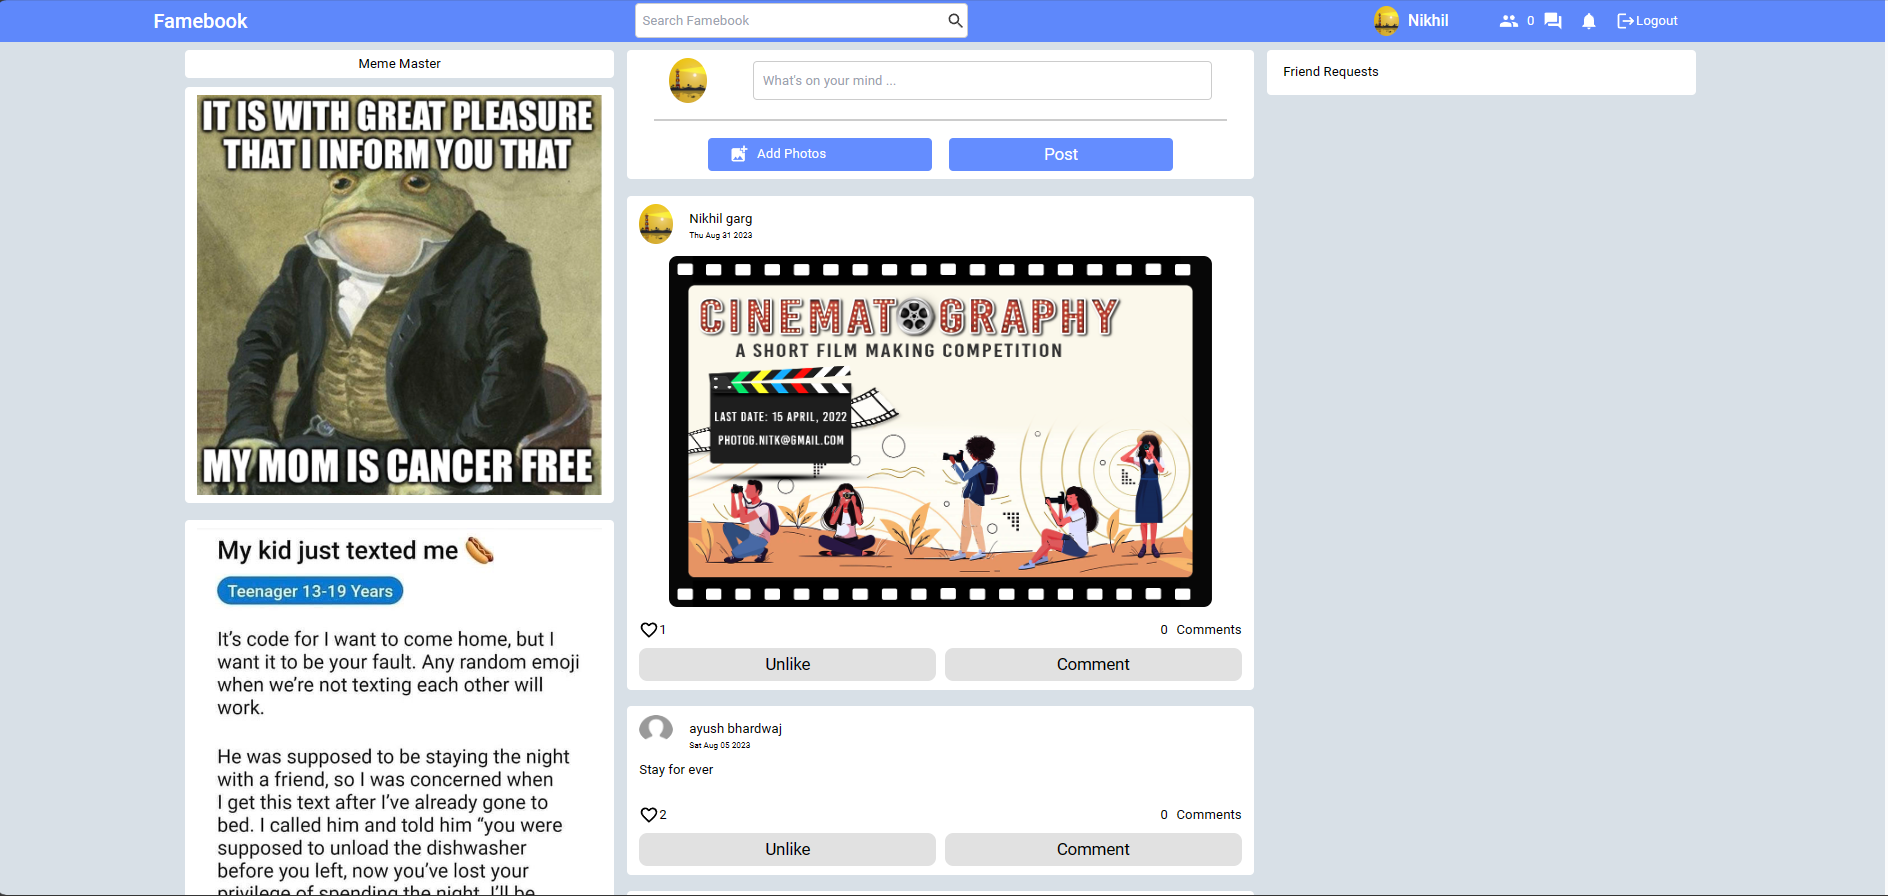 Famebook
Search Famebook
Nikhil
0
Logout
Meme Master
IT IS WITH GREAT PLEASURE
THAT I INFORM YOU THAT
MY MOM IS CANCER FREE
My kid just texted me 🌭
Teenager 13-19 Years
It’s code for I want to come home, but I
want it to be your fault. Any random emoji
when we’re not texting each other will
work.
He was supposed to be staying the night
with a friend, so I was concerned when
I get this text after I’ve already gone to
bed. I called him and told him “you were
supposed to unload the dishwasher
before you left, now you’ve lost your
privilege of spending the night. I’ll be
What's on your mind ...
Add Photos
Post
Nikhil garg
Thu Aug 31 2023
CINEMATOGRAPHY
A SHORT FILM MAKING COMPETITION
LAST DATE: 15 APRIL, 2022
PHOTOG.NITK@GMAIL.COM
1
0 Comments
Unlike
Comment
ayush bhardwaj
Sat Aug 05 2023
Stay for ever
2
0 Comments
Unlike
Comment
Friend Requests